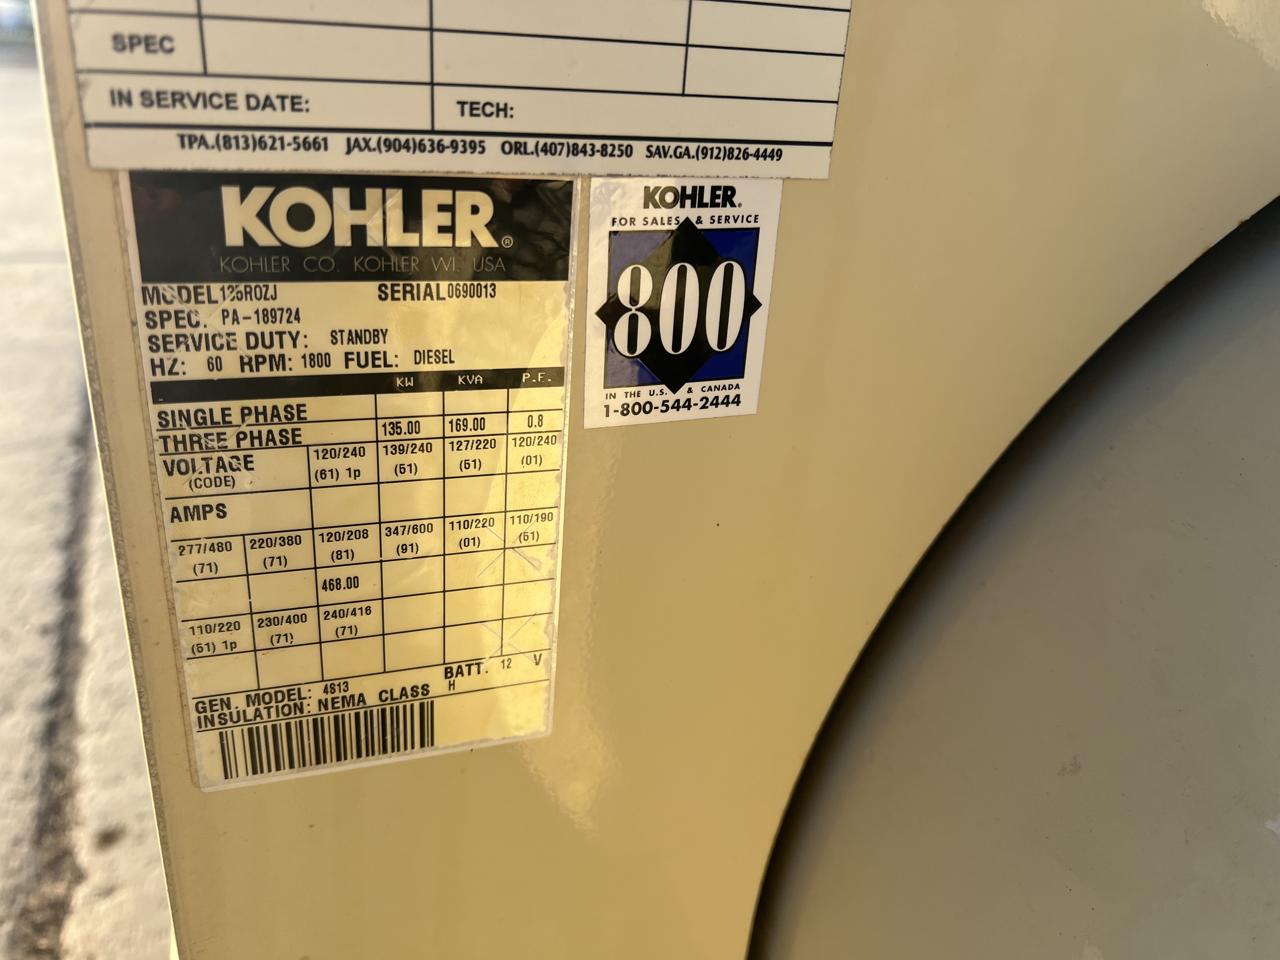 SPEC
IN SERVICE DATE: TECH:
TPA.(813)621-5661 JAX.(904)636-9395 ORL.(407)843-8250 SAV.GA.(912)826-4449
KOHLER®
KOHLER CO. KOHLER WI. USA
MODEL 135ROZJ SERIAL 0690013
SPEC. PA-189724
SERVICE DUTY: STANDBY
HZ: 60 RPM: 1800 FUEL: DIESEL
KW KVA P.F.
SINGLE PHASE
THREE PHASE 135.00 169.00 0.8
VOLTAGE 120/240 139/240 127/220 120/240
(CODE) (61) 1p (51) (61) (01)
AMPS
277/480 220/380 120/208 347/600 110/220 110/190
(71) (71) (81) (91) (01) (61)
468.00
110/220 230/400 240/416
(51) 1p (71) (71)
BATT. 12 V
GEN. MODEL: 4S13
INSULATION: NEMA CLASS H
KOHLER®
FOR SALES & SERVICE
800
IN THE U.S. & CANADA
1-800-544-2444